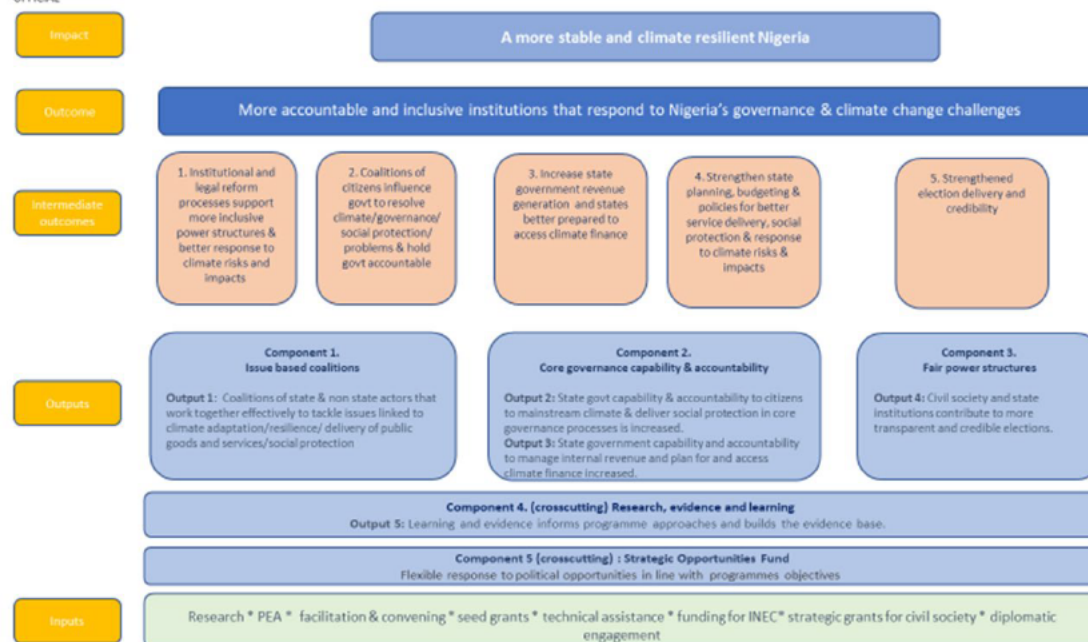 OFFICIAL
Impact
A more stable and climate resilient Nigeria
Outcome
More accountable and inclusive institutions that respond to Nigeria's governance & climate change challenges
Intermediate
outcomes
1. Institutional and
legal reform
processes support
more inclusive
power structures &
better response to
climate risks and
impacts
2. Coalitions of
citizens influence
govt to resolve
climate/governance/
social protection/
problems & hold
govt accountable
3. Increase state
government revenue
generation and states
better prepared to
access climate finance
4. Strengthen state
planning, budgeting &
policies for better
service delivery, social
protection & response
to climate risks &
impacts
5. Strengthened
election delivery and
credibility
Outputs
Component 1.
Issue based coalitions
Output 1: Coalitions of state & non state actors that
work together effectively to tackle issues linked to
climate adaptation/resilience/ delivery of public
goods and services/social protection
Component 2.
Core governance capability & accountability
Output 2: State govt capability & accountability to citizens
to mainstream climate & deliver social protection in core
governance processes is increased.
Output 3: State government capability and accountability
to manage internal revenue and plan for and access
climate finance increased.
Component 3.
Fair power structures
Output 4: Civil society and state
institutions contribute to more
transparent and credible elections.
Component 4. (crosscutting) Research, evidence and learning
Output 5: Learning and evidence informs programme approaches and builds the evidence base.
Component 5 (crosscutting) : Strategic Opportunities Fund
Flexible response to political opportunities in line with programmes objectives
Inputs
Research * PEA * facilitation & convening * seed grants * technical assistance * funding for INEC* strategic grants for civil society * diplomatic
engagement